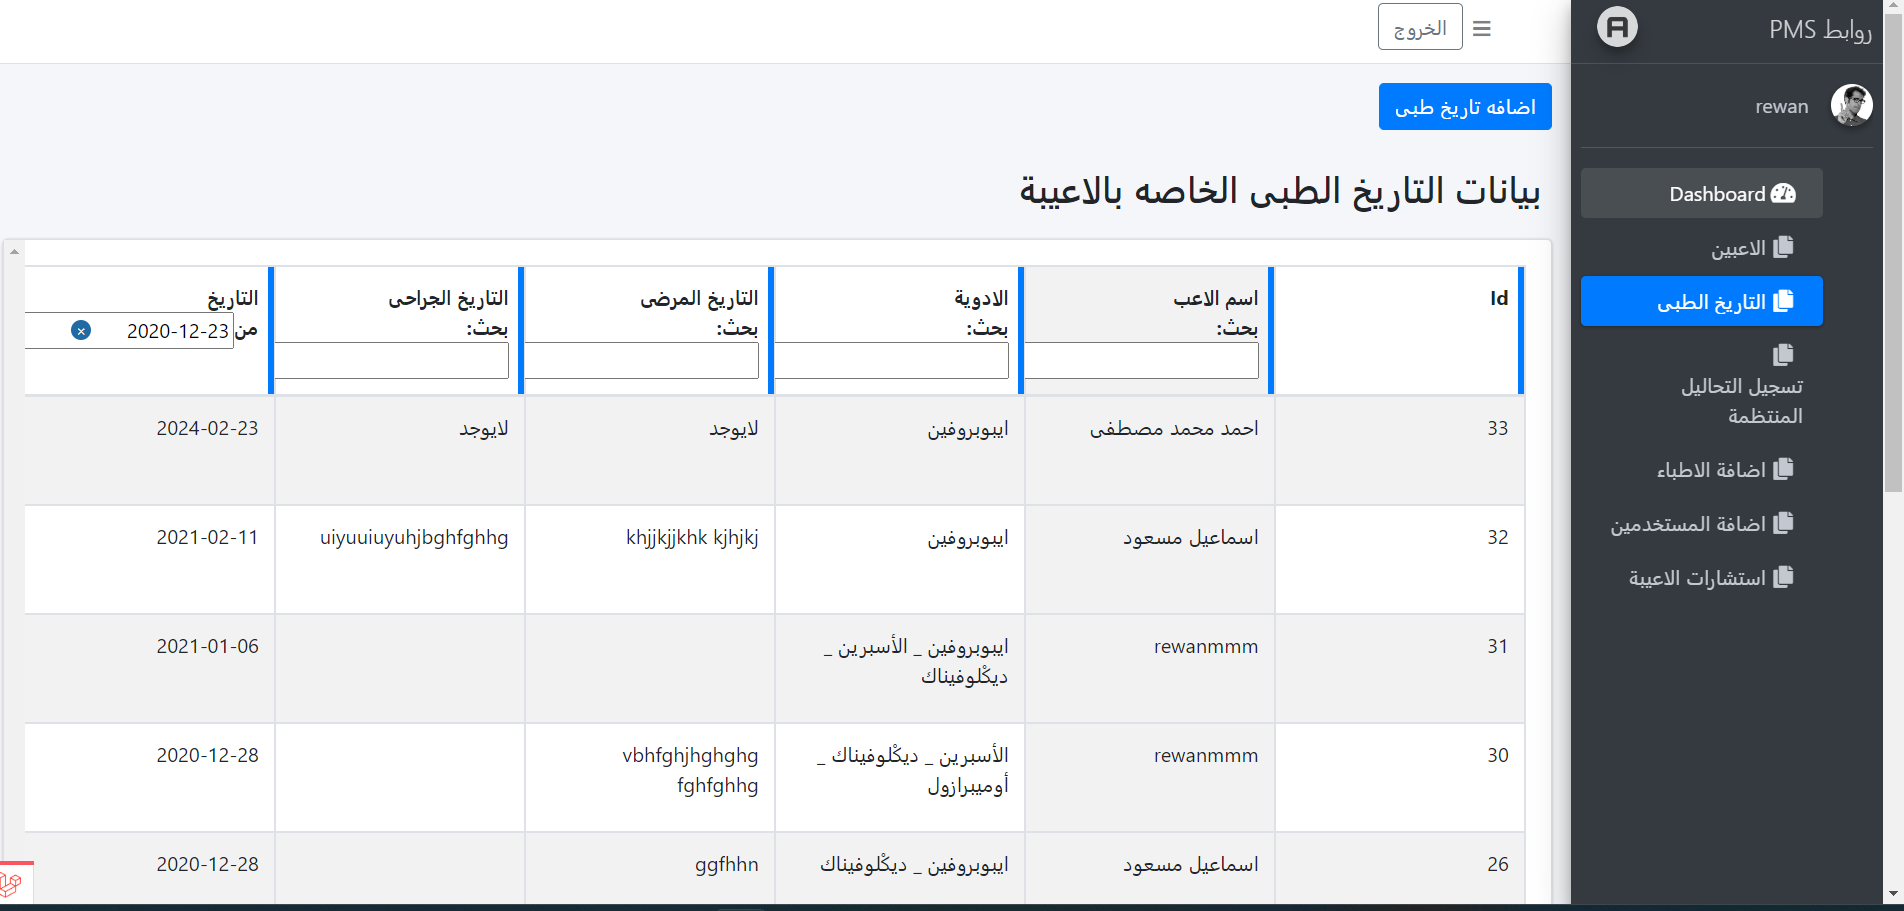 روابط PMS
rewan
Dashboard
الاعبين
التاريخ الطبى
تسجيل التحاليل
المنتظمة
اضافة الاطباء
اضافة المستخدمين
استشارات الاعيبة
الخروج
اضافه تاريخ طبى
بيانات التاريخ الطبى الخاصه بالاعيبة
Id
اسم الاعب
بحث:
الادوية
بحث:
التاريخ المرضى
بحث:
التاريخ الجراحى
بحث:
التاريخ
من 2020-12-23
33 احمد محمد مصطفى ايبوبروفين لايوجد لايوجد 2024-02-23
32 اسماعيل مسعود ايبوبروفين khjjkjjkhk kjhjkj uiyuuiuyuhjbghfghhg 2021-02-11
31 rewanmmm ايبوبروفين _ الأسبرين _ 2021-01-06
ديكْلوفيناك
30 rewanmmm الأسبرين _ ديكْلوفيناك _ vbhfghjhghghg 2020-12-28
أوميبرازول fghfghhg
26 اسماعيل مسعود ايبوبروفين _ ديكْلوفيناك ggfhhn 2020-12-28